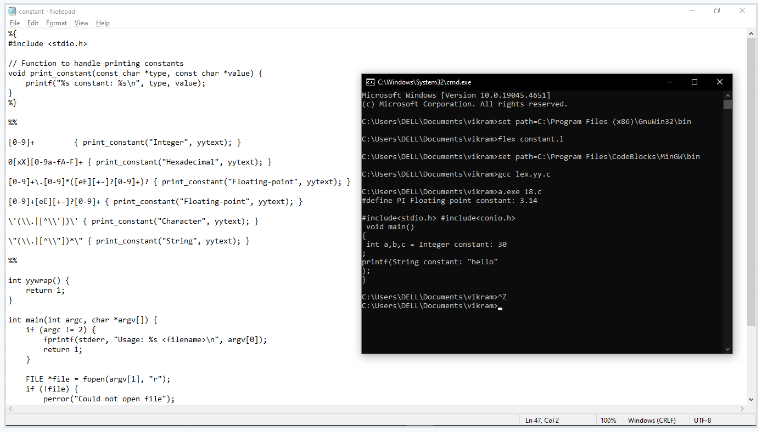 constant - Notepad
File Edit Format View Help
%{
#include <stdio.h>
// Function to handle printing constants
void print_constant(const char *type, const char *value) {
printf("%s constant: %s\n", type, value);
}
%}
%%
[0-9]+ { print_constant("Integer", yytext); }
0[xX][0-9a-fA-F]+ { print_constant("Hexadecimal", yytext); }
[0-9]+\.[0-9]*([eE][+-]?[0-9]+)? { print_constant("Floating-point", yytext); }
[0-9]+[eE][+-]?[0-9]+ { print_constant("Floating-point", yytext); }
\'(\\.|[^\\'])\' { print_constant("Character", yytext); }
\"(\\.|[^\\"])*\" { print_constant("String", yytext); }
%%
int yywrap() {
return 1;
}
int main(int argc, char *argv[]) {
if (argc != 2) {
fprintf(stderr, "Usage: %s <filename>\n", argv[0]);
return 1;
}
FILE *file = fopen(argv[1], "r");
if (!file) {
perror("Could not open file");
Ln 47, Col 2 100% Windows (CRLF) UTF-8
C:\Windows\System32\cmd.exe
Microsoft Windows [Version 10.0.19045.4651]
(c) Microsoft Corporation. All rights reserved.
C:\Users\DELL\Documents\vikram>set path=C:\Program Files (x86)\GnuWin32\bin
C:\Users\DELL\Documents\vikram>flex constant.l
C:\Users\DELL\Documents\vikram>set path=C:\Program Files\CodeBlocks\MinGW\bin
C:\Users\DELL\Documents\vikram>gcc lex.yy.c
C:\Users\DELL\Documents\vikram>a.exe i8.c
#define PI Floating-point constant: 3.14
#include<stdio.h> #include<conio.h>
void main()
{
int a,b,c = Integer constant: 30
;
printf(String constant: "hello"
);
}
C:\Users\DELL\Documents\vikram>^Z
C:\Users\DELL\Documents\vikram>